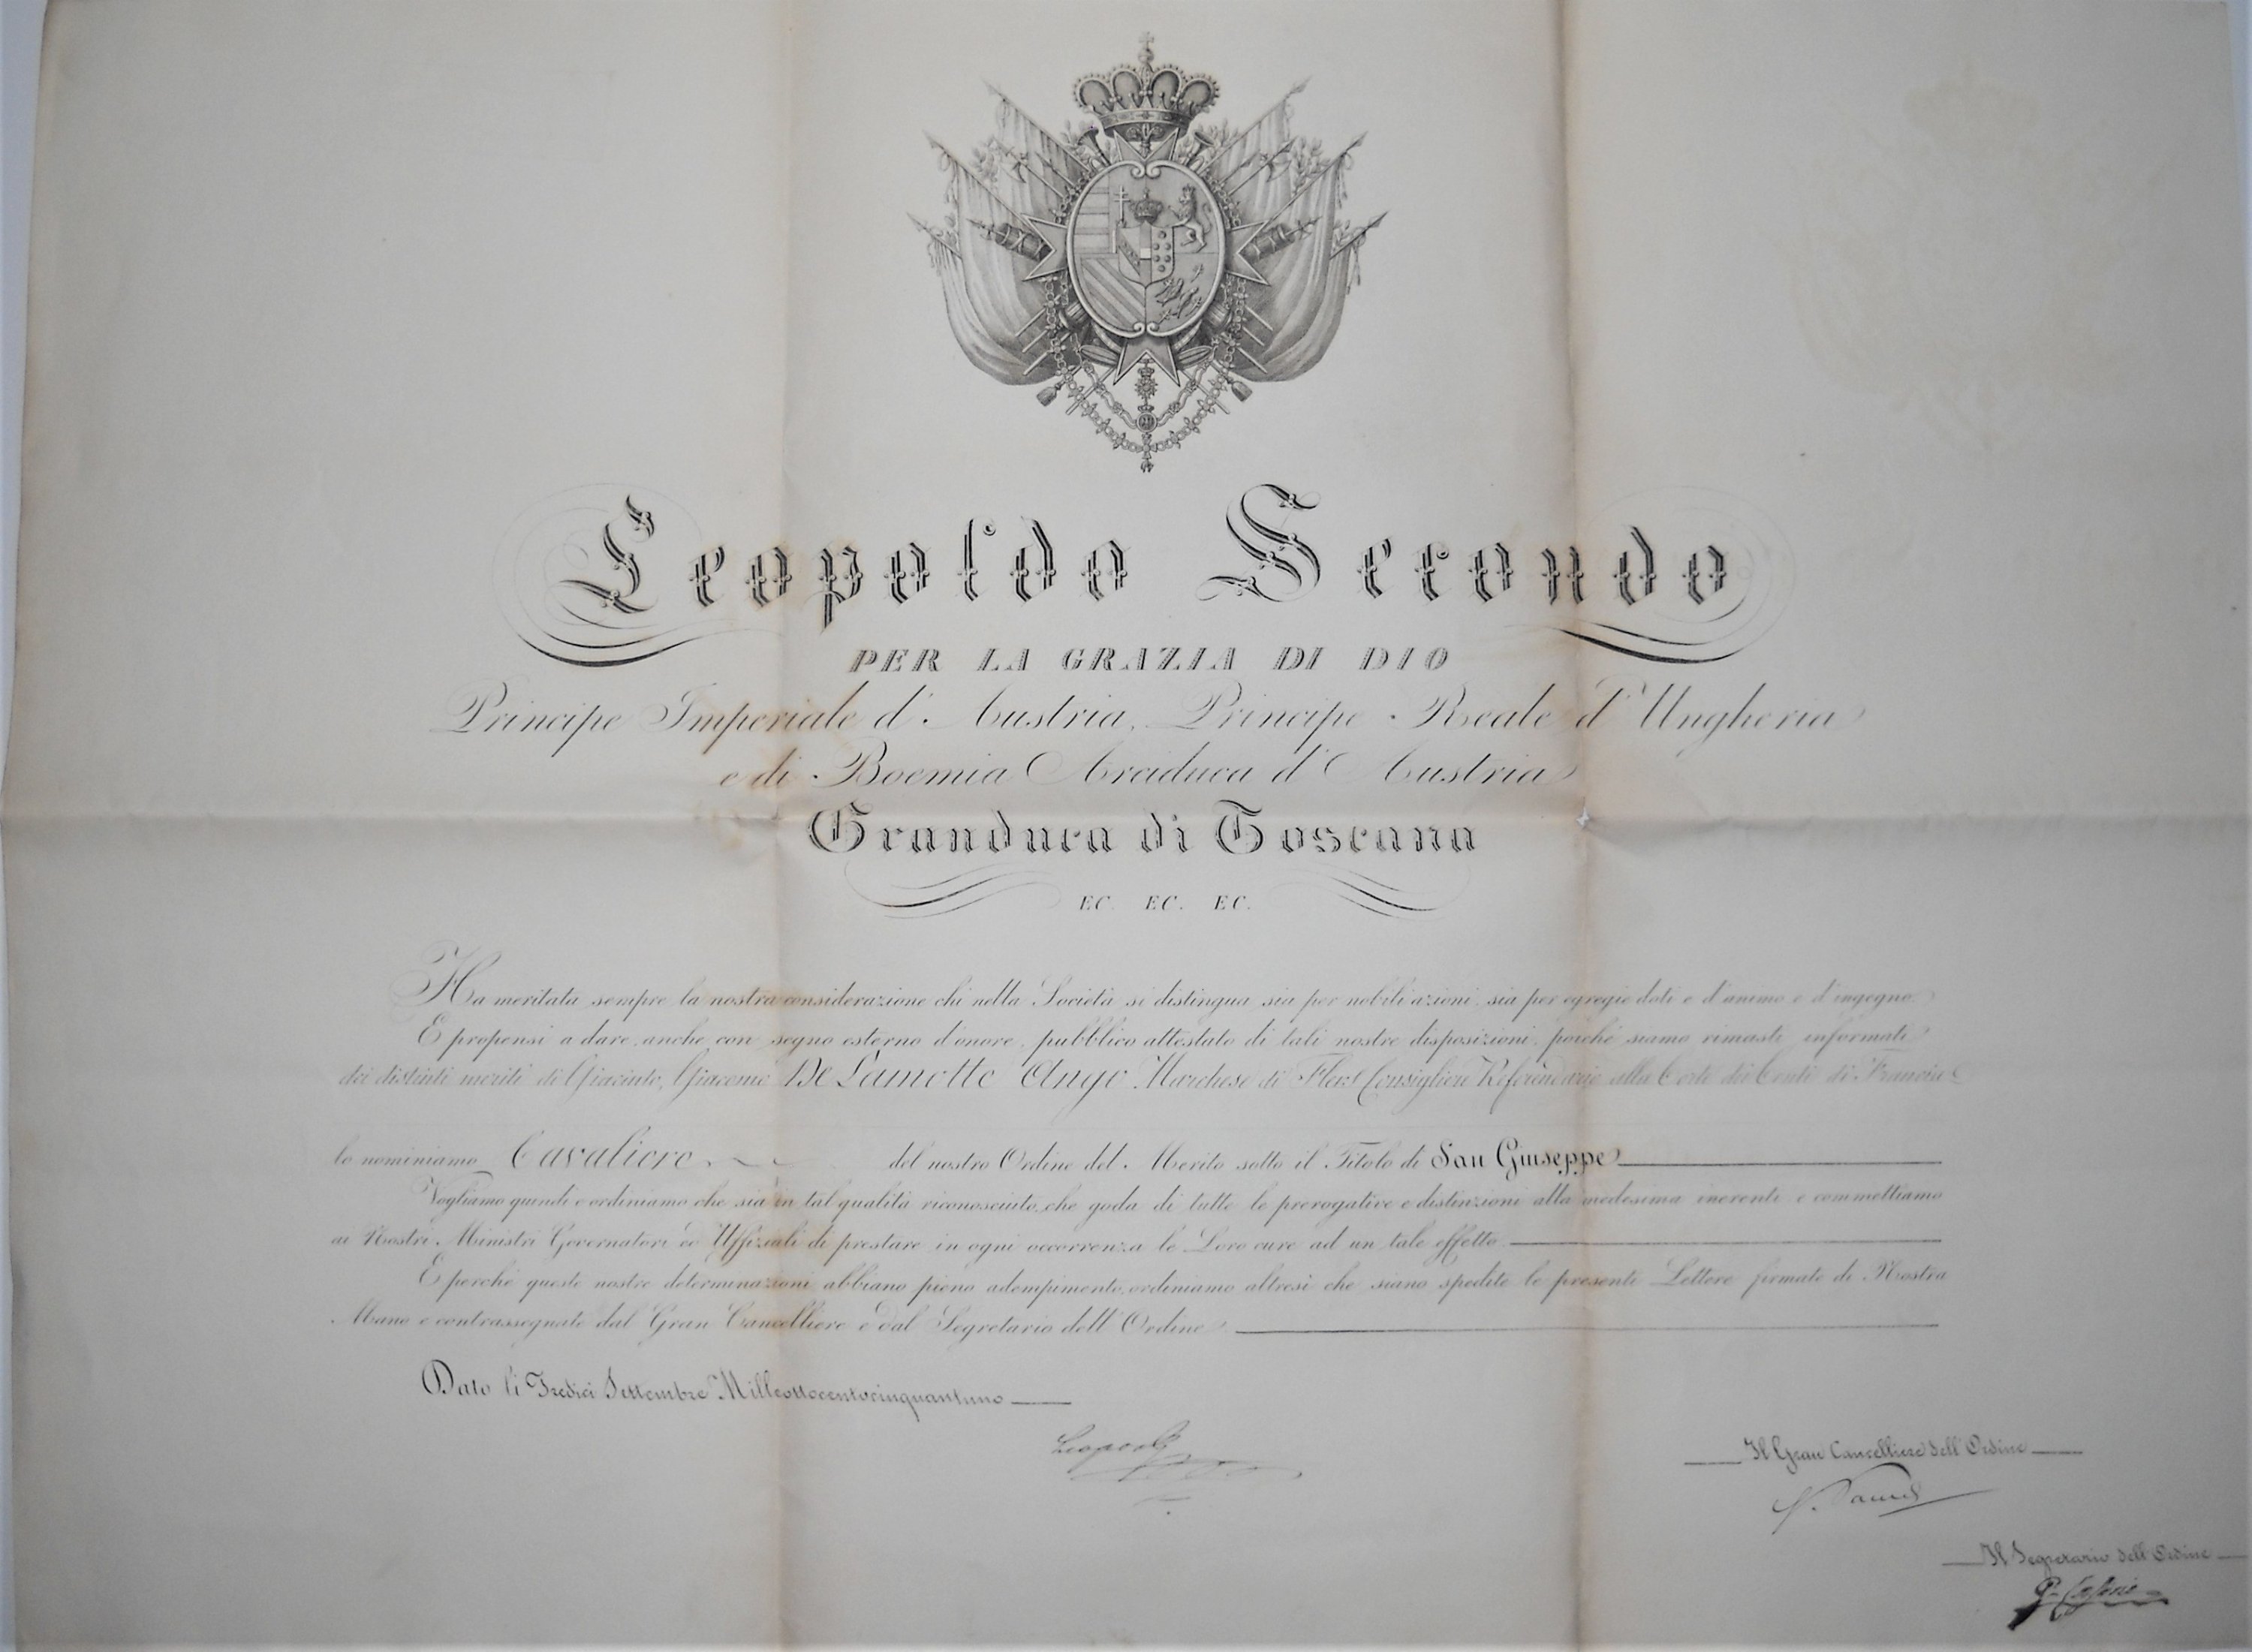 Leopoldo Secondo
PER LA GRAZIA DI DIO
Principe Imperiale d'Austria, Principe Reale d'Ungheria
e di Boemia Arciduca d'Austria
Granduca di Toscana
EC. EC. EC.
Ha meritata sempre la nostra considerazione chi nella Società si distingua sia per nobili azioni, sia per egregie doti e d'animo e d'ingegno.
E propensi a dare anche con segno esterno d'onore, pubblico attestato di tali nostre disposizioni, poichè siamo rimasti informati
dei distinti meriti di Giacinto, Giacomo De Lamotte Ango Marchese di Flers Consigliere Referendario alla Corte dei Conti di Francia
lo nominiamo Cavaliere del nostro Ordine del Merito sotto il Titolo di San Giuseppe
Vogliamo quindi e ordiniamo che sia in tal qualità riconosciuto, che goda di tutte le prerogative e distinzioni alla medesima inerenti e commettiamo
ai Nostri Ministri Governatori ed Uffiziali di prestare in ogni occorrenza le Loro cure ad un tale effetto
E perchè queste nostre determinazioni abbiano pieno adempimento, ordiniamo altresì che siano spedite le presenti Lettere firmate di Nostra
Mano e contrassegnate dal Gran Cancelliere e dal Segretario dell'Ordine
Dato li Tredici Settembre Milleottocentocinquantuno
Leopoldo
Il Gran Cancelliere dell'Ordine
Il Segretario dell'Ordine